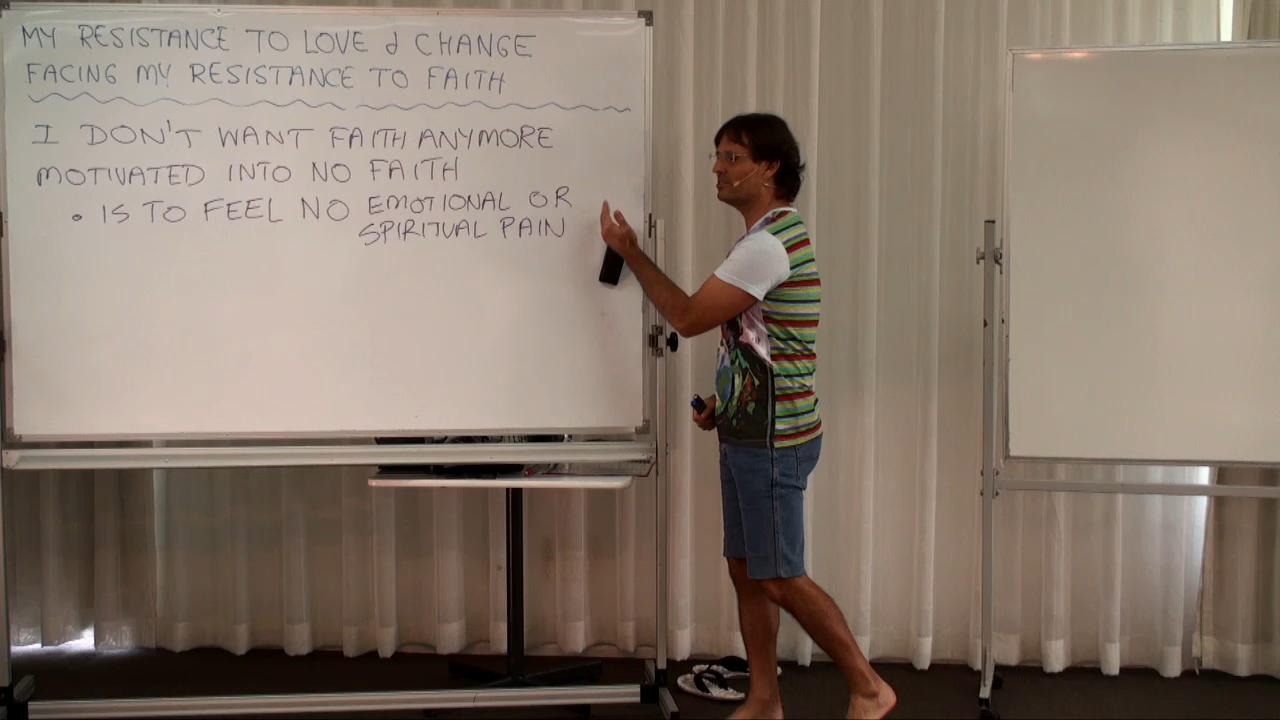 MY RESISTANCE TO LOVE & CHANGE
FACING MY RESISTANCE TO FAITH
I DON'T WANT FAITH ANYMORE
MOTIVATED INTO NO FAITH
• IS TO FEEL NO EMOTIONAL OR
SPIRITUAL PAIN